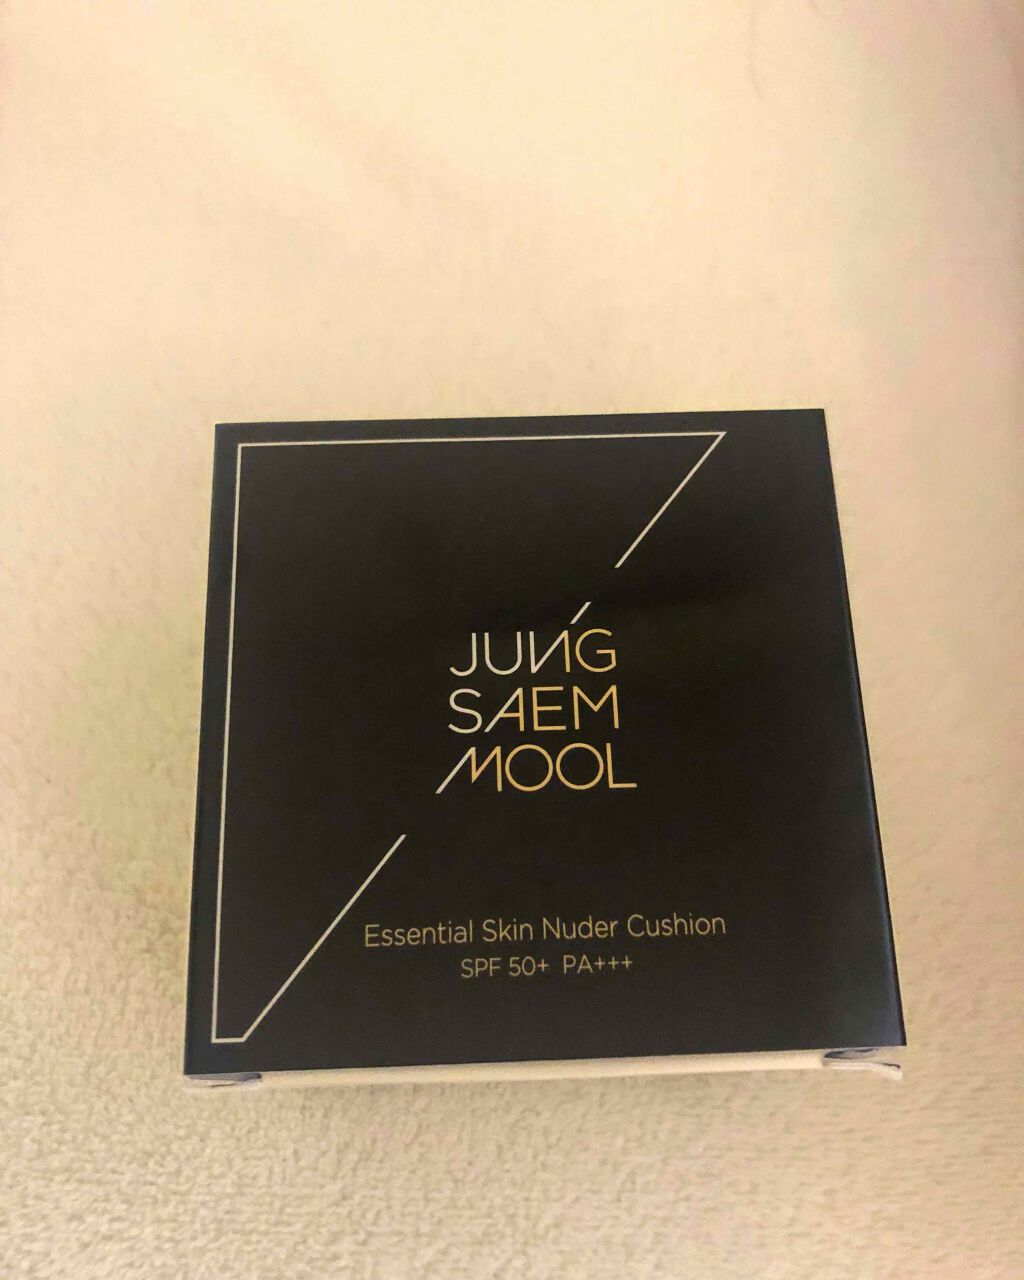 JUNG
SAEM
MOOL
Essential Skin Nuder Cushion
SPF 50+ PA+++